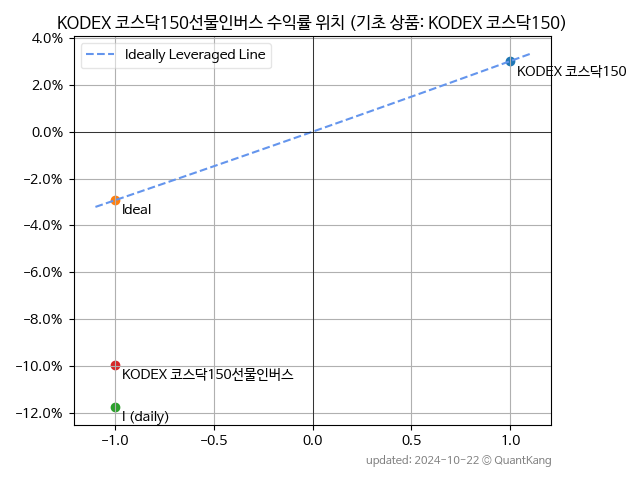 KODEX 코스닥150선물인버스 수익률 위치 (기초 상품: KODEX 코스닥150)
4.0%
Ideally Leveraged Line
KODEX 코스닥150
2.0%
0.0%
−2.0%
Ideal
−4.0%
−6.0%
−8.0%
−10.0%
KODEX 코스닥150선물인버스
−12.0%
I (daily)
−1.0 −0.5 0.0 0.5 1.0
updated: 2024-10-22 © QuantKang